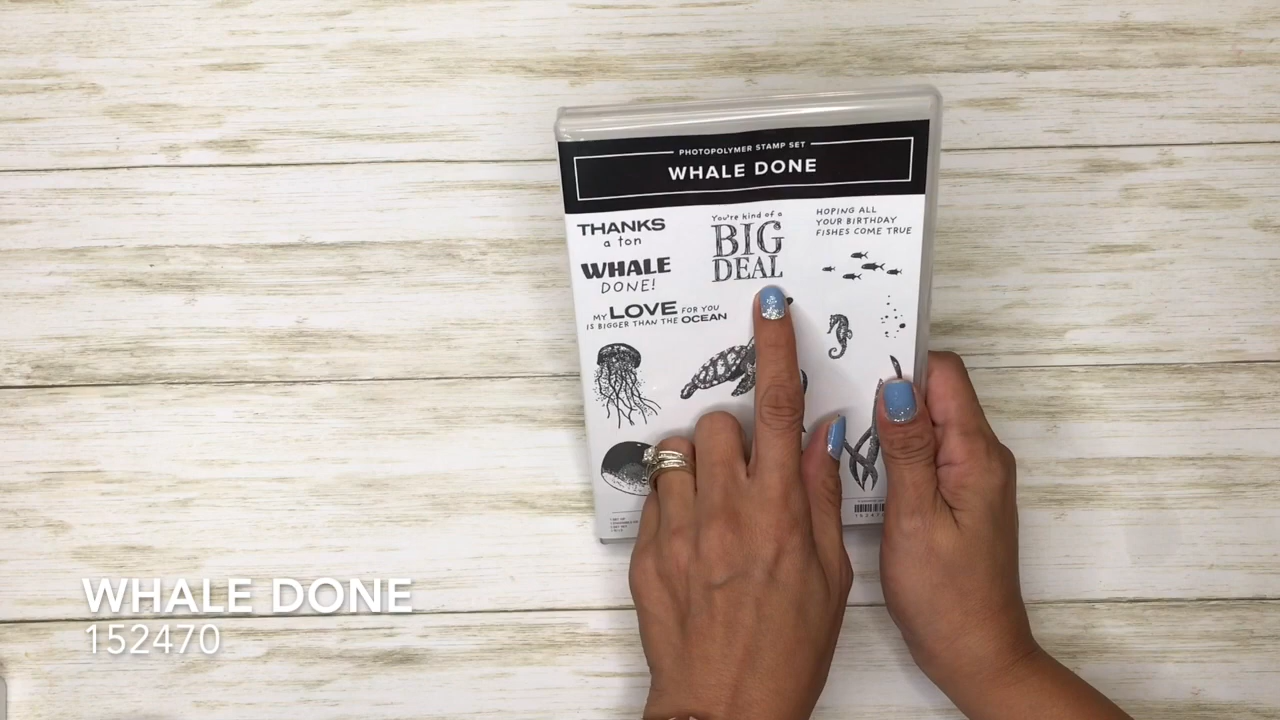 PHOTOPOLYMER STAMP SET
WHALE DONE
THANKS
a ton
WHALE
DONE!
MY LOVE FOR YOU
IS BIGGER THAN THE OCEAN
You're kind of a
BIG
DEAL
HOPING ALL
YOUR BIRTHDAY
FISHES COME TRUE
WHALE DONE
152470